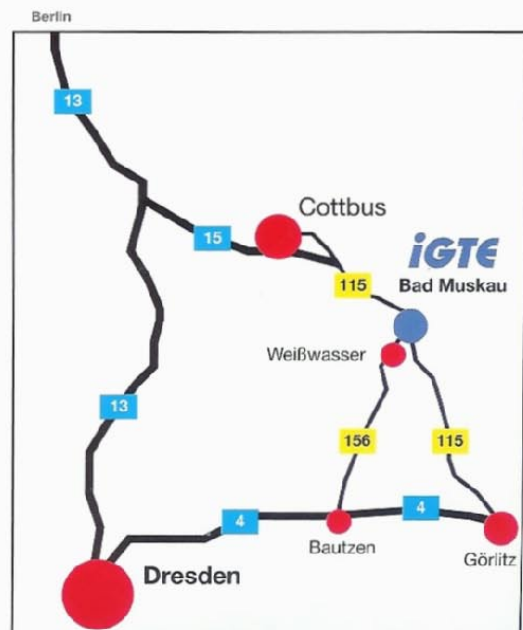 Berlin
13
Cottbus
15
iGTE
115
Bad Muskau
Weißwasser
13
156
115
4
4
Bautzen
Görlitz
Dresden